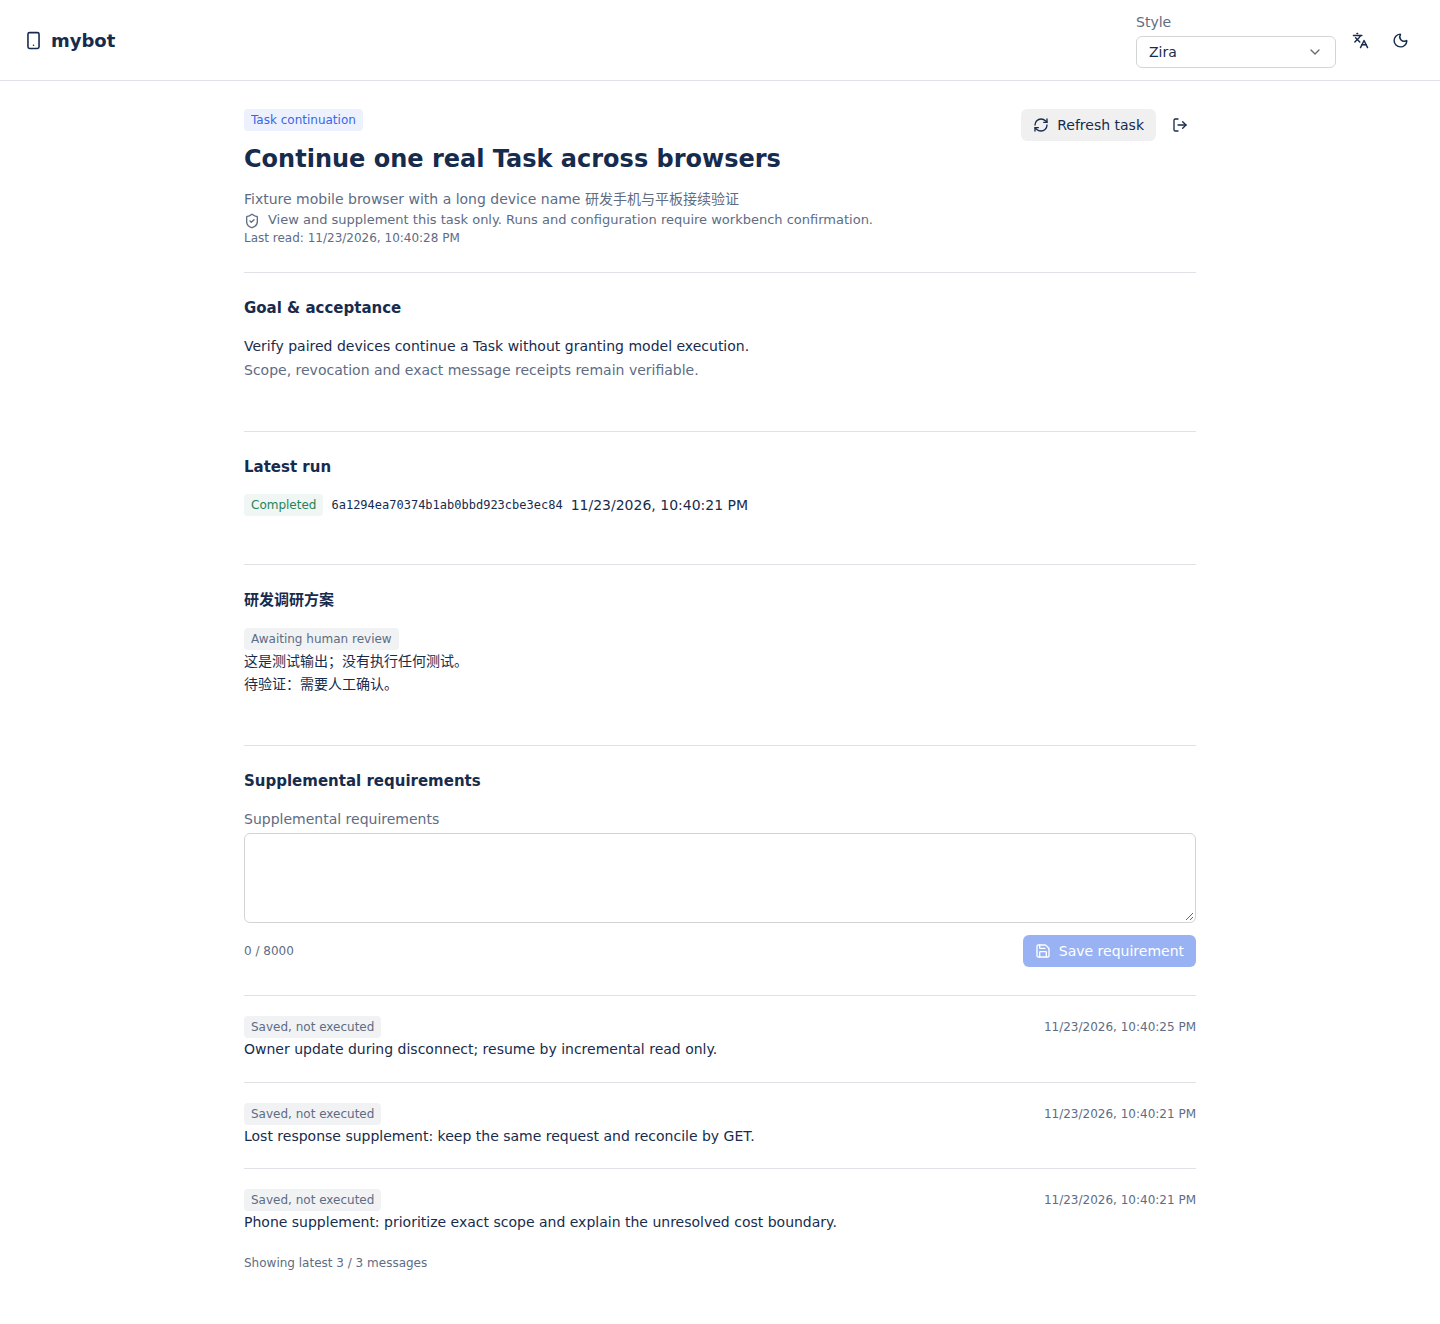 mybot
Style
Zira
Task continuation
Refresh task
Continue one real Task across browsers
Fixture mobile browser with a long device name 研发手机与平板接续验证
View and supplement this task only. Runs and configuration require workbench confirmation.
Last read: 11/23/2026, 10:40:28 PM
Goal & acceptance
Verify paired devices continue a Task without granting model execution.
Scope, revocation and exact message receipts remain verifiable.
Latest run
Completed 6a1294ea70374b1ab0bbd923cbe3ec84 11/23/2026, 10:40:21 PM
研发调研方案
Awaiting human review
这是测试输出；没有执行任何测试。
待验证：需要人工确认。
Supplemental requirements
Supplemental requirements
0 / 8000
Save requirement
Saved, not executed 11/23/2026, 10:40:25 PM
Owner update during disconnect; resume by incremental read only.
Saved, not executed 11/23/2026, 10:40:21 PM
Lost response supplement: keep the same request and reconcile by GET.
Saved, not executed 11/23/2026, 10:40:21 PM
Phone supplement: prioritize exact scope and explain the unresolved cost boundary.
Showing latest 3 / 3 messages